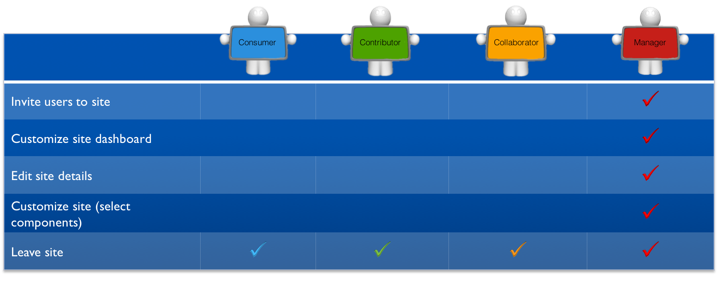 Consumer
Contributor
Collaborator
Manager
Invite users to site
Customize site dashboard
Edit site details
Customize site (select
components)
Leave site